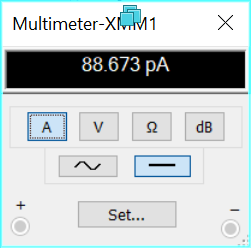 Multimeter-XMM1
88.673 pA
A V Ω dB
+ Set... −